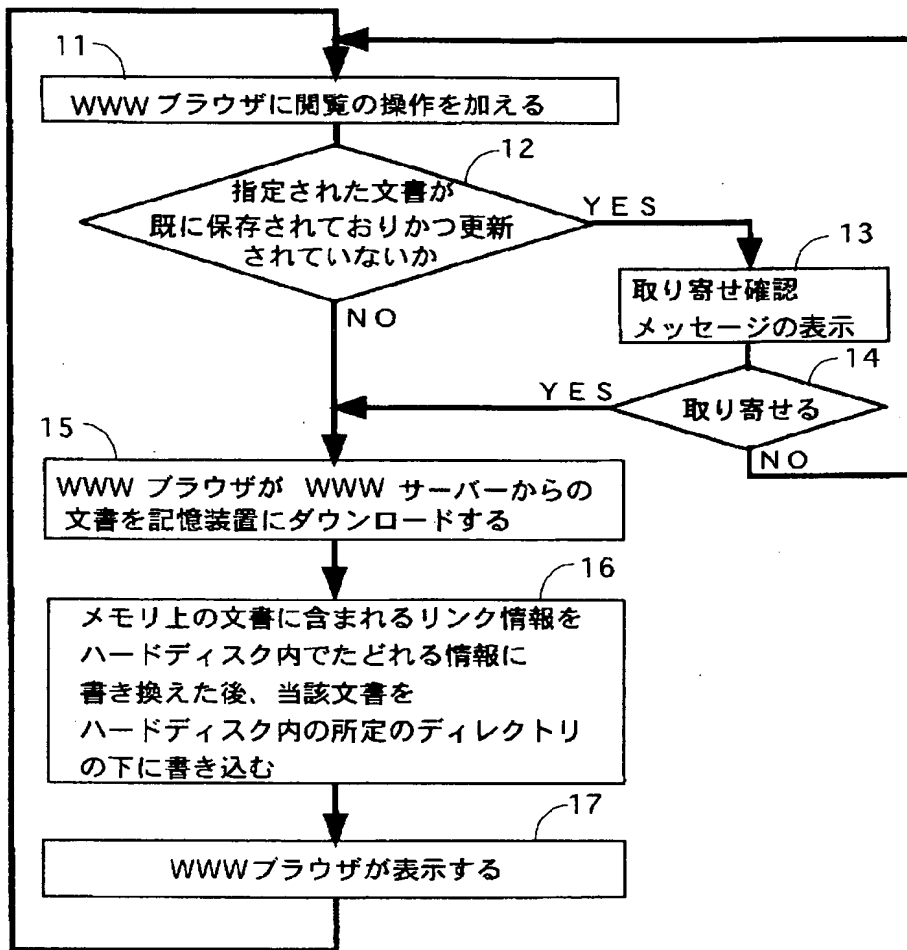 11
WWWブラウザに閲覧の操作を加える
12
指定された文書が
既に保存されておりかつ更新
されていないか
YES
NO
13
取り寄せ確認
メッセージの表示
14
取り寄せる
YES
NO
15
WWW ブラウザが WWW サーバーからの
文書を記憶装置にダウンロードする
16
メモリ上の文書に含まれるリンク情報を
ハードディスク内でたどれる情報に
書き換えた後、当該文書を
ハードディスク内の所定のディレクトリ
の下に書き込む
17
WWWブラウザが表示する